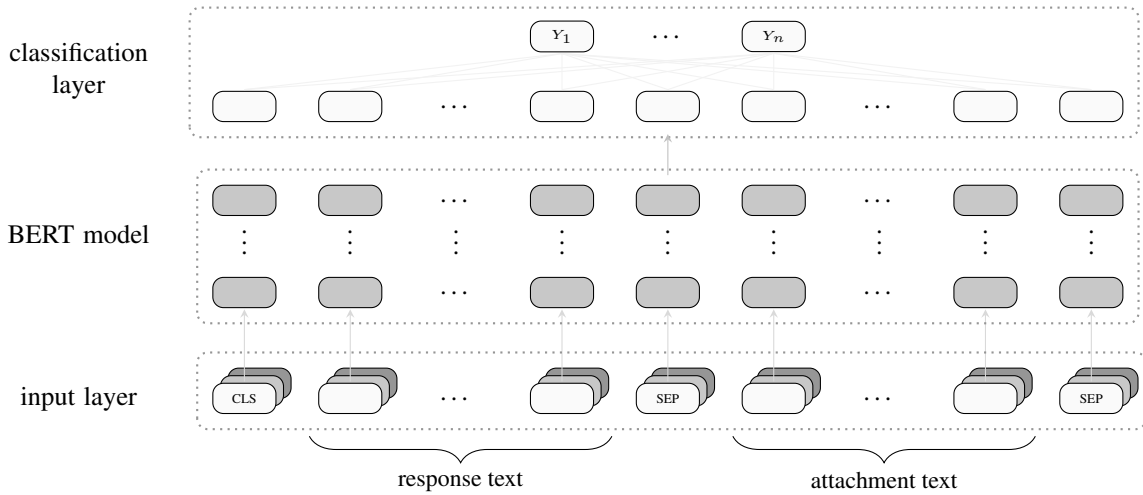 classification
layer
Y1 ··· Yn
···
···
BERT model
···
···
···
···
input layer
CLS
···
SEP
···
SEP
response text
attachment text